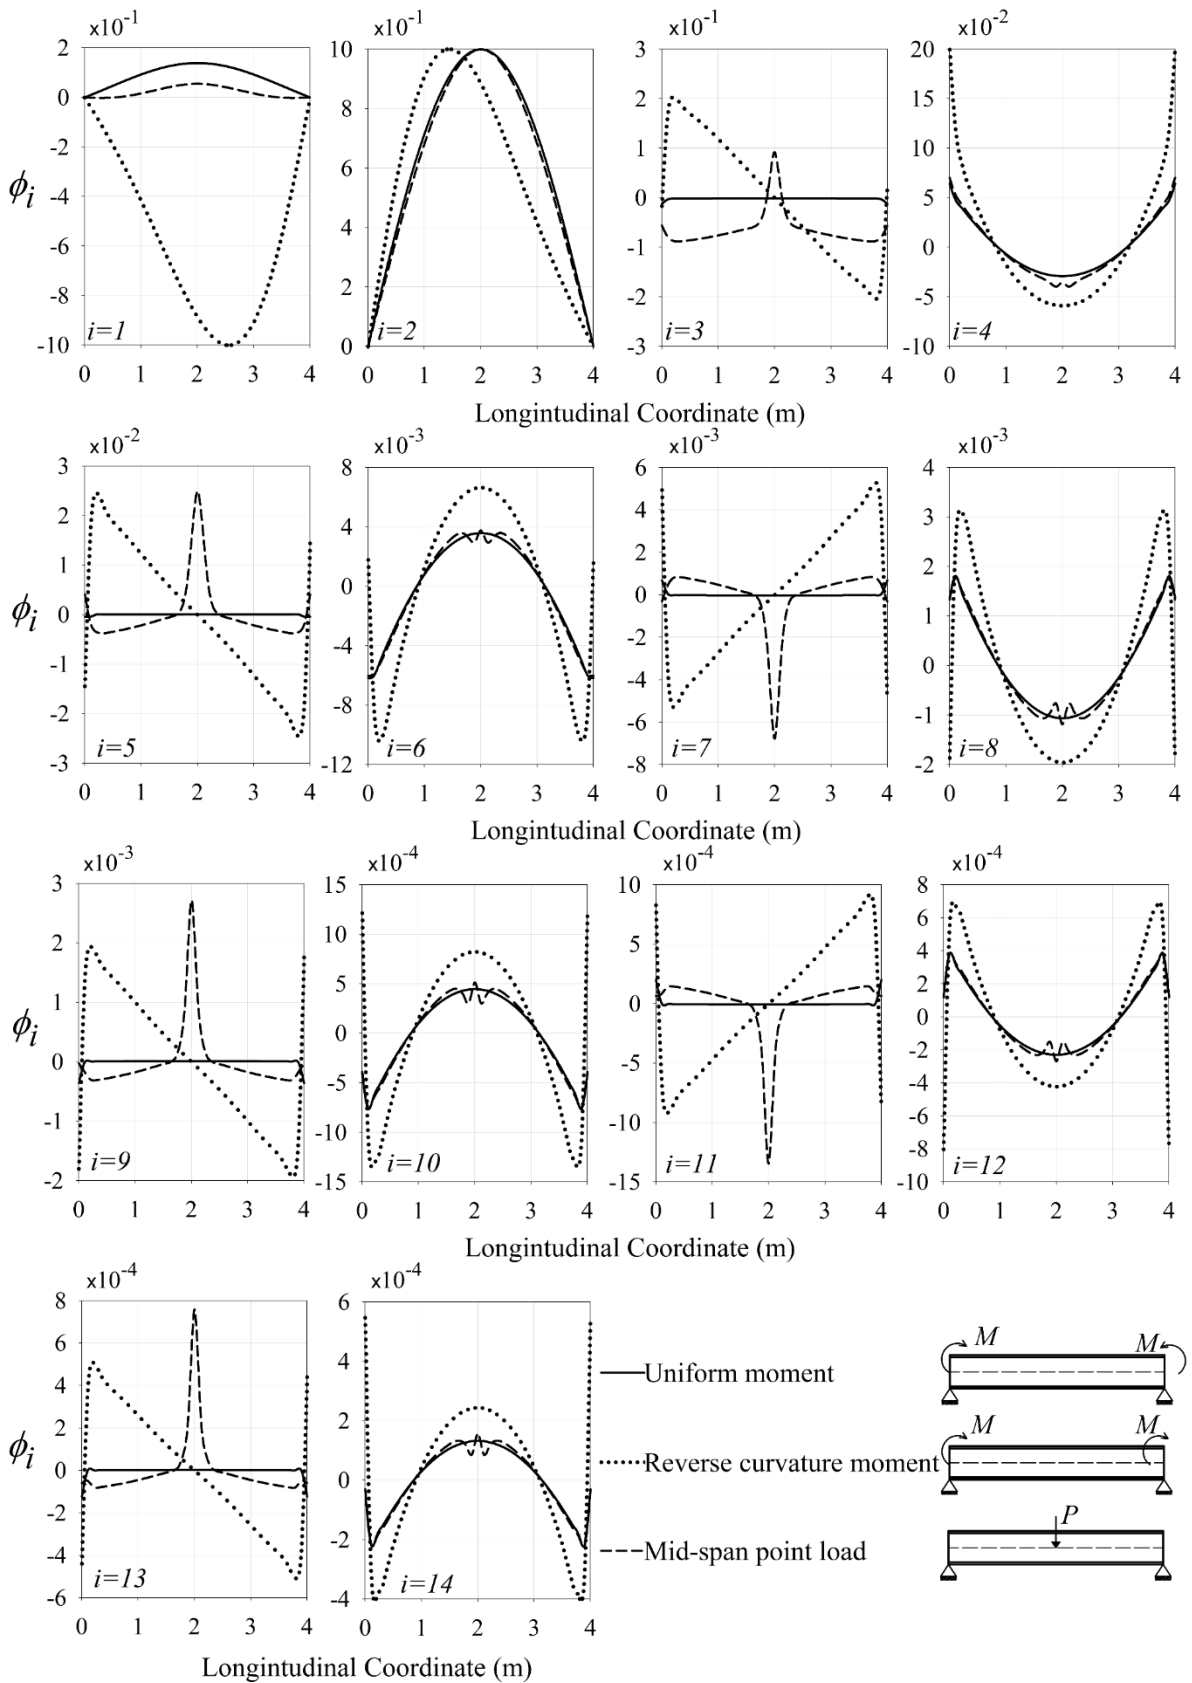 x10-1 x10-1 x10-1 x10-2
2 10 3 20
0 8 2 15
-2 6 1 10
ϕi -4 4 0 5
-6 2 -1 0
-8 0 -2 -5
-10 -3 -10
i=1 i=2 i=3 i=4
0 1 2 3 4 0 1 2 3 4 0 1 2 3 4 0 1 2 3 4
Longintudinal Coordinate (m)
x10-2 x10-3 x10-3 x10-3
3 8 6 4
2 4 4 3
1 0 2 2
ϕi 0 -4 0 1
-1 -8 -2 0
-2 -12 -4 -1
-3 -6 -2
-8
i=5 i=6 i=7 i=8
0 1 2 3 4 0 1 2 3 4 0 1 2 3 4 0 1 2 3 4
Longintudinal Coordinate (m)
x10-3 x10-4 x10-4 x10-4
3 15 10 8
2 10 5 6
1 5 0 4
ϕi 0 0 -5 2
-1 -5 -10 0
-2 -10 -15 -2
-15 -4
-6
-8
-10
i=9 i=10 i=11 i=12
0 1 2 3 4 0 1 2 3 4 0 1 2 3 4 0 1 2 3 4
Longintudinal Coordinate (m)
x10-4 x10-4
8 6
6 4
4 2
2 0
ϕi 0 -2
-2 -4
-4
-6
i=13 i=14
0 1 2 3 4 0 1 2 3 4
Longintudinal Coordinate (m)
Uniform moment M M
Reverse curvature moment M M
Mid-span point load P